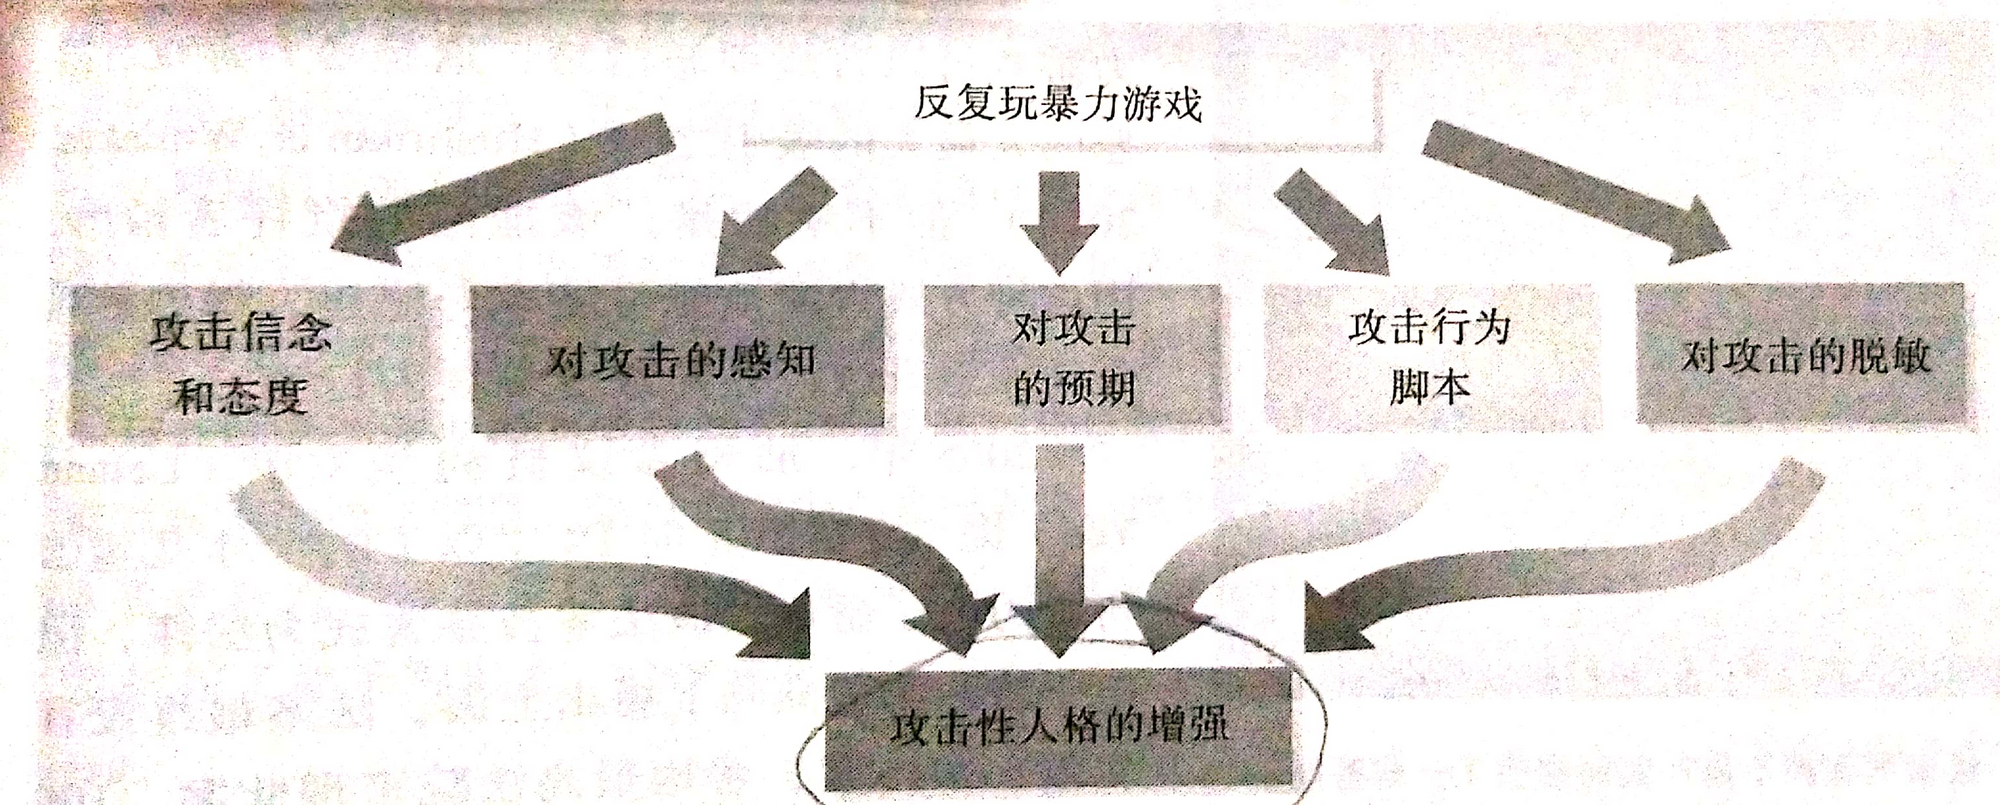 反复玩暴力游戏
攻击信念
和态度
对攻击的感知
对攻击
的预期
攻击行为
脚本
对攻击的脱敏
攻击性人格的增强